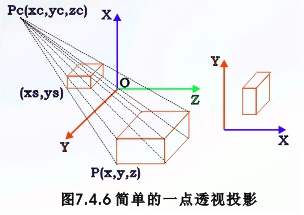 Pc(xc,yc,zc)
X
O
Z
(xs,ys)
Y
P(x,y,z)
Y
X
图7.4.6 简单的一点透视投影